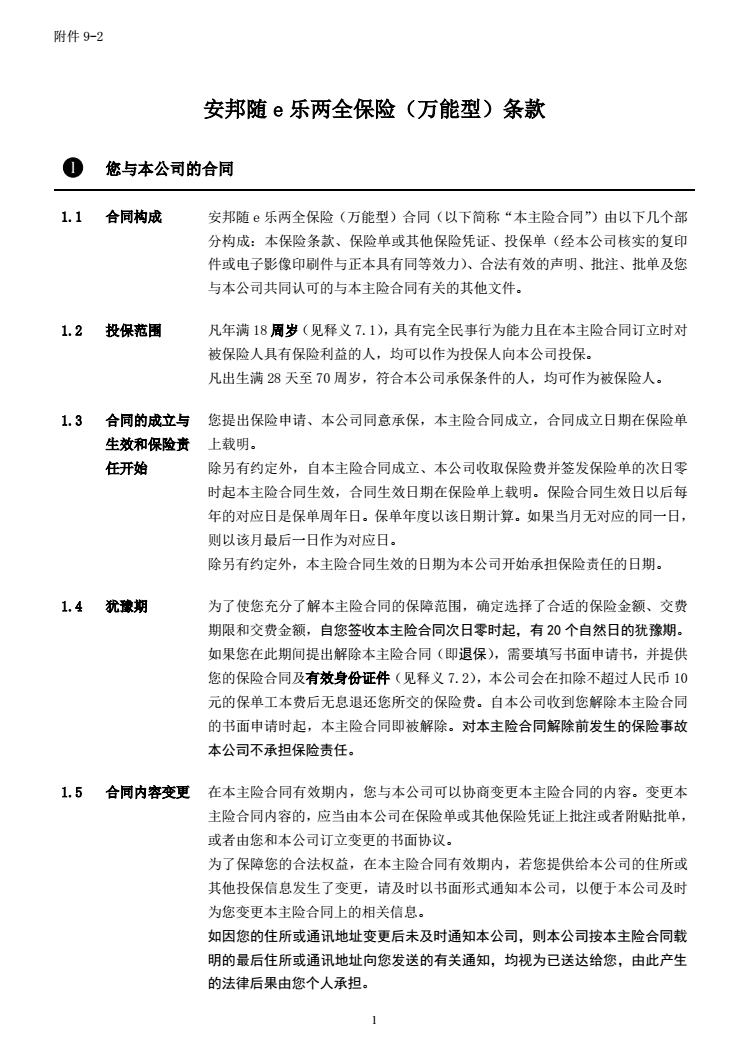 附件 9-2
安邦随 e 乐两全保险（万能型）条款
❶ 您与本公司的合同
1.1 合同构成 安邦随 e 乐两全保险（万能型）合同（以下简称“本主险合同”）由以下几个部
分构成：本保险条款、保险单或其他保险凭证、投保单（经本公司核实的复印
件或电子影像印刷件与正本具有同等效力）、合法有效的声明、批注、批单及您
与本公司共同认可的与本主险合同有关的其他文件。
1.2 投保范围 凡年满 18 周岁（见释义 7.1），具有完全民事行为能力且在本主险合同订立时对
被保险人具有保险利益的人，均可以作为投保人向本公司投保。
凡出生满 28 天至 70 周岁，符合本公司承保条件的人，均可作为被保险人。
1.3 合同的成立与 您提出保险申请、本公司同意承保，本主险合同成立，合同成立日期在保险单
生效和保险责 上载明。
任开始 除另有约定外，自本主险合同成立、本公司收取保险费并签发保险单的次日零
时起本主险合同生效，合同生效日期在保险单上载明。保险合同生效日以后每
年的对应日是保单周年日。保单年度以该日期计算。如果当月无对应的同一日，
则以该月最后一日作为对应日。
除另有约定外，本主险合同生效的日期为本公司开始承担保险责任的日期。
1.4 犹豫期 为了使您充分了解本主险合同的保障范围，确定选择了合适的保险金额、交费
期限和交费金额，自您签收本主险合同次日零时起，有 20 个自然日的犹豫期。
如果您在此期间提出解除本主险合同（即退保），需要填写书面申请书，并提供
您的保险合同及有效身份证件（见释义 7.2），本公司会在扣除不超过人民币 10
元的保单工本费后无息退还您所交的保险费。自本公司收到您解除本主险合同
的书面申请时起，本主险合同即被解除。对本主险合同解除前发生的保险事故
本公司不承担保险责任。
1.5 合同内容变更 在本主险合同有效期内，您与本公司可以协商变更本主险合同的内容。变更本
主险合同内容的，应当由本公司在保险单或其他保险凭证上批注或者附贴批单，
或者由您和本公司订立变更的书面协议。
为了保障您的合法权益，在本主险合同有效期内，若您提供给本公司的住所或
其他投保信息发生了变更，请及时以书面形式通知本公司，以便于本公司及时
为您变更本主险合同上的相关信息。
如因您的住所或通讯地址变更后未及时通知本公司，则本公司按本主险合同载
明的最后住所或通讯地址向您发送的有关通知，均视为已送达给您，由此产生
的法律后果由您个人承担。
1